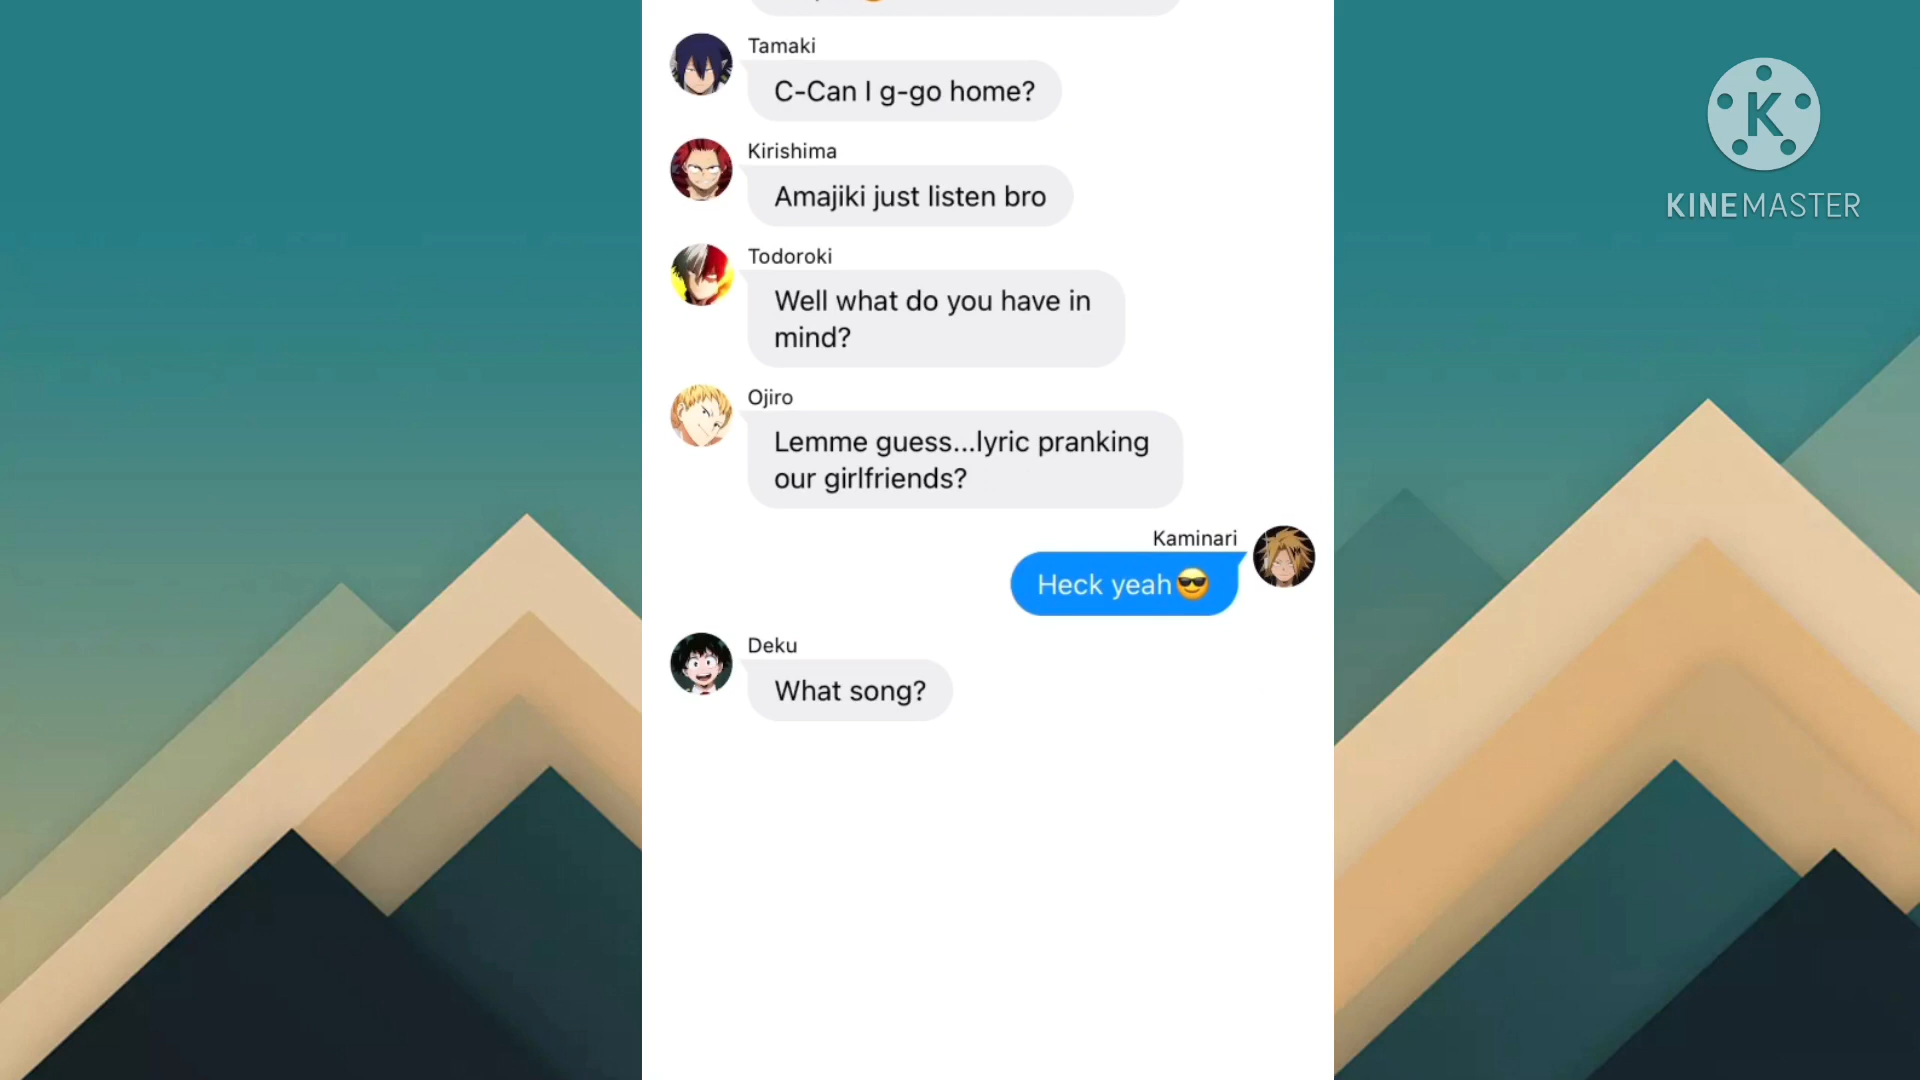 Tamaki
C-Can I g-go home?
Kirishima
Amajiki just listen bro
Todoroki
Well what do you have in
mind?
Ojiro
Lemme guess...lyric pranking
our girlfriends?
Kaminari
Heck yeah😎
Deku
What song?
K
KINEMASTER